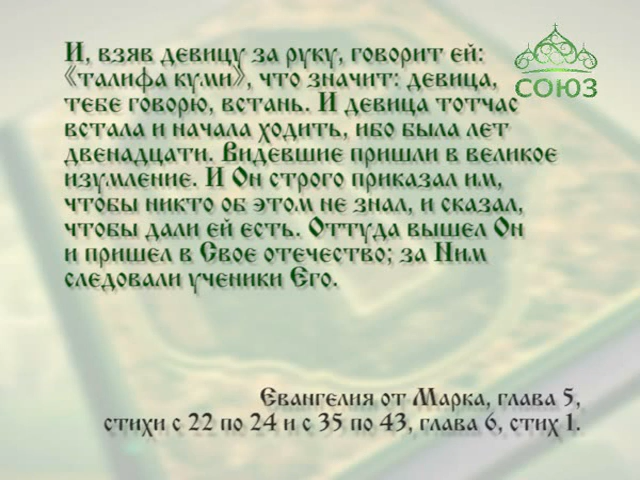 И, взяв девицу за руку, говорит ей:
«талифа куми», что значит: девица,
тебе говорю, встань. И девица тотчас
встала и начала ходить, ибо была лет
двенадцати. Видевшие пришли в великое
изумление. И Он строго приказал им,
чтобы никто об этом не знал, и сказал,
чтобы дали ей есть. Оттуда вышел Он
и пришел в Свое отечество; за Ним
следовали ученики Его.
СОЮЗ
Евангелия от Марка, глава 5,
стихи с 22 по 24 и с 35 по 43, глава 6, стих 1.